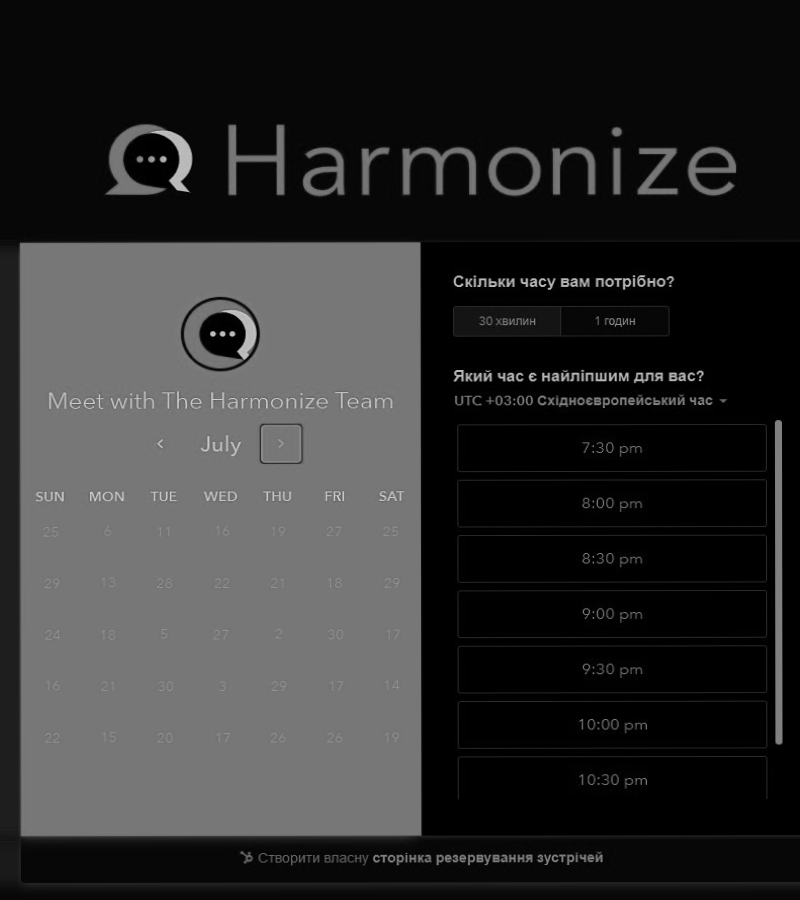 Harmonize
Meet with The Harmonize Team
July
SUN MON TUE WED THU FRI SAT
25 6 11 16 19 27 25
29 13 28 22 21 18 29
24 18 5 27 2 30 17
16 21 30 3 29 17 14
22 15 20 17 26 26 19
Скільки часу вам потрібно?
30 хвилин 1 годин
Який час є найліпшим для вас?
UTC +03:00 Східноєвропейський час
7:30 pm
8:00 pm
8:30 pm
9:00 pm
9:30 pm
10:00 pm
10:30 pm
Створити власну сторінка резервування зустрічей